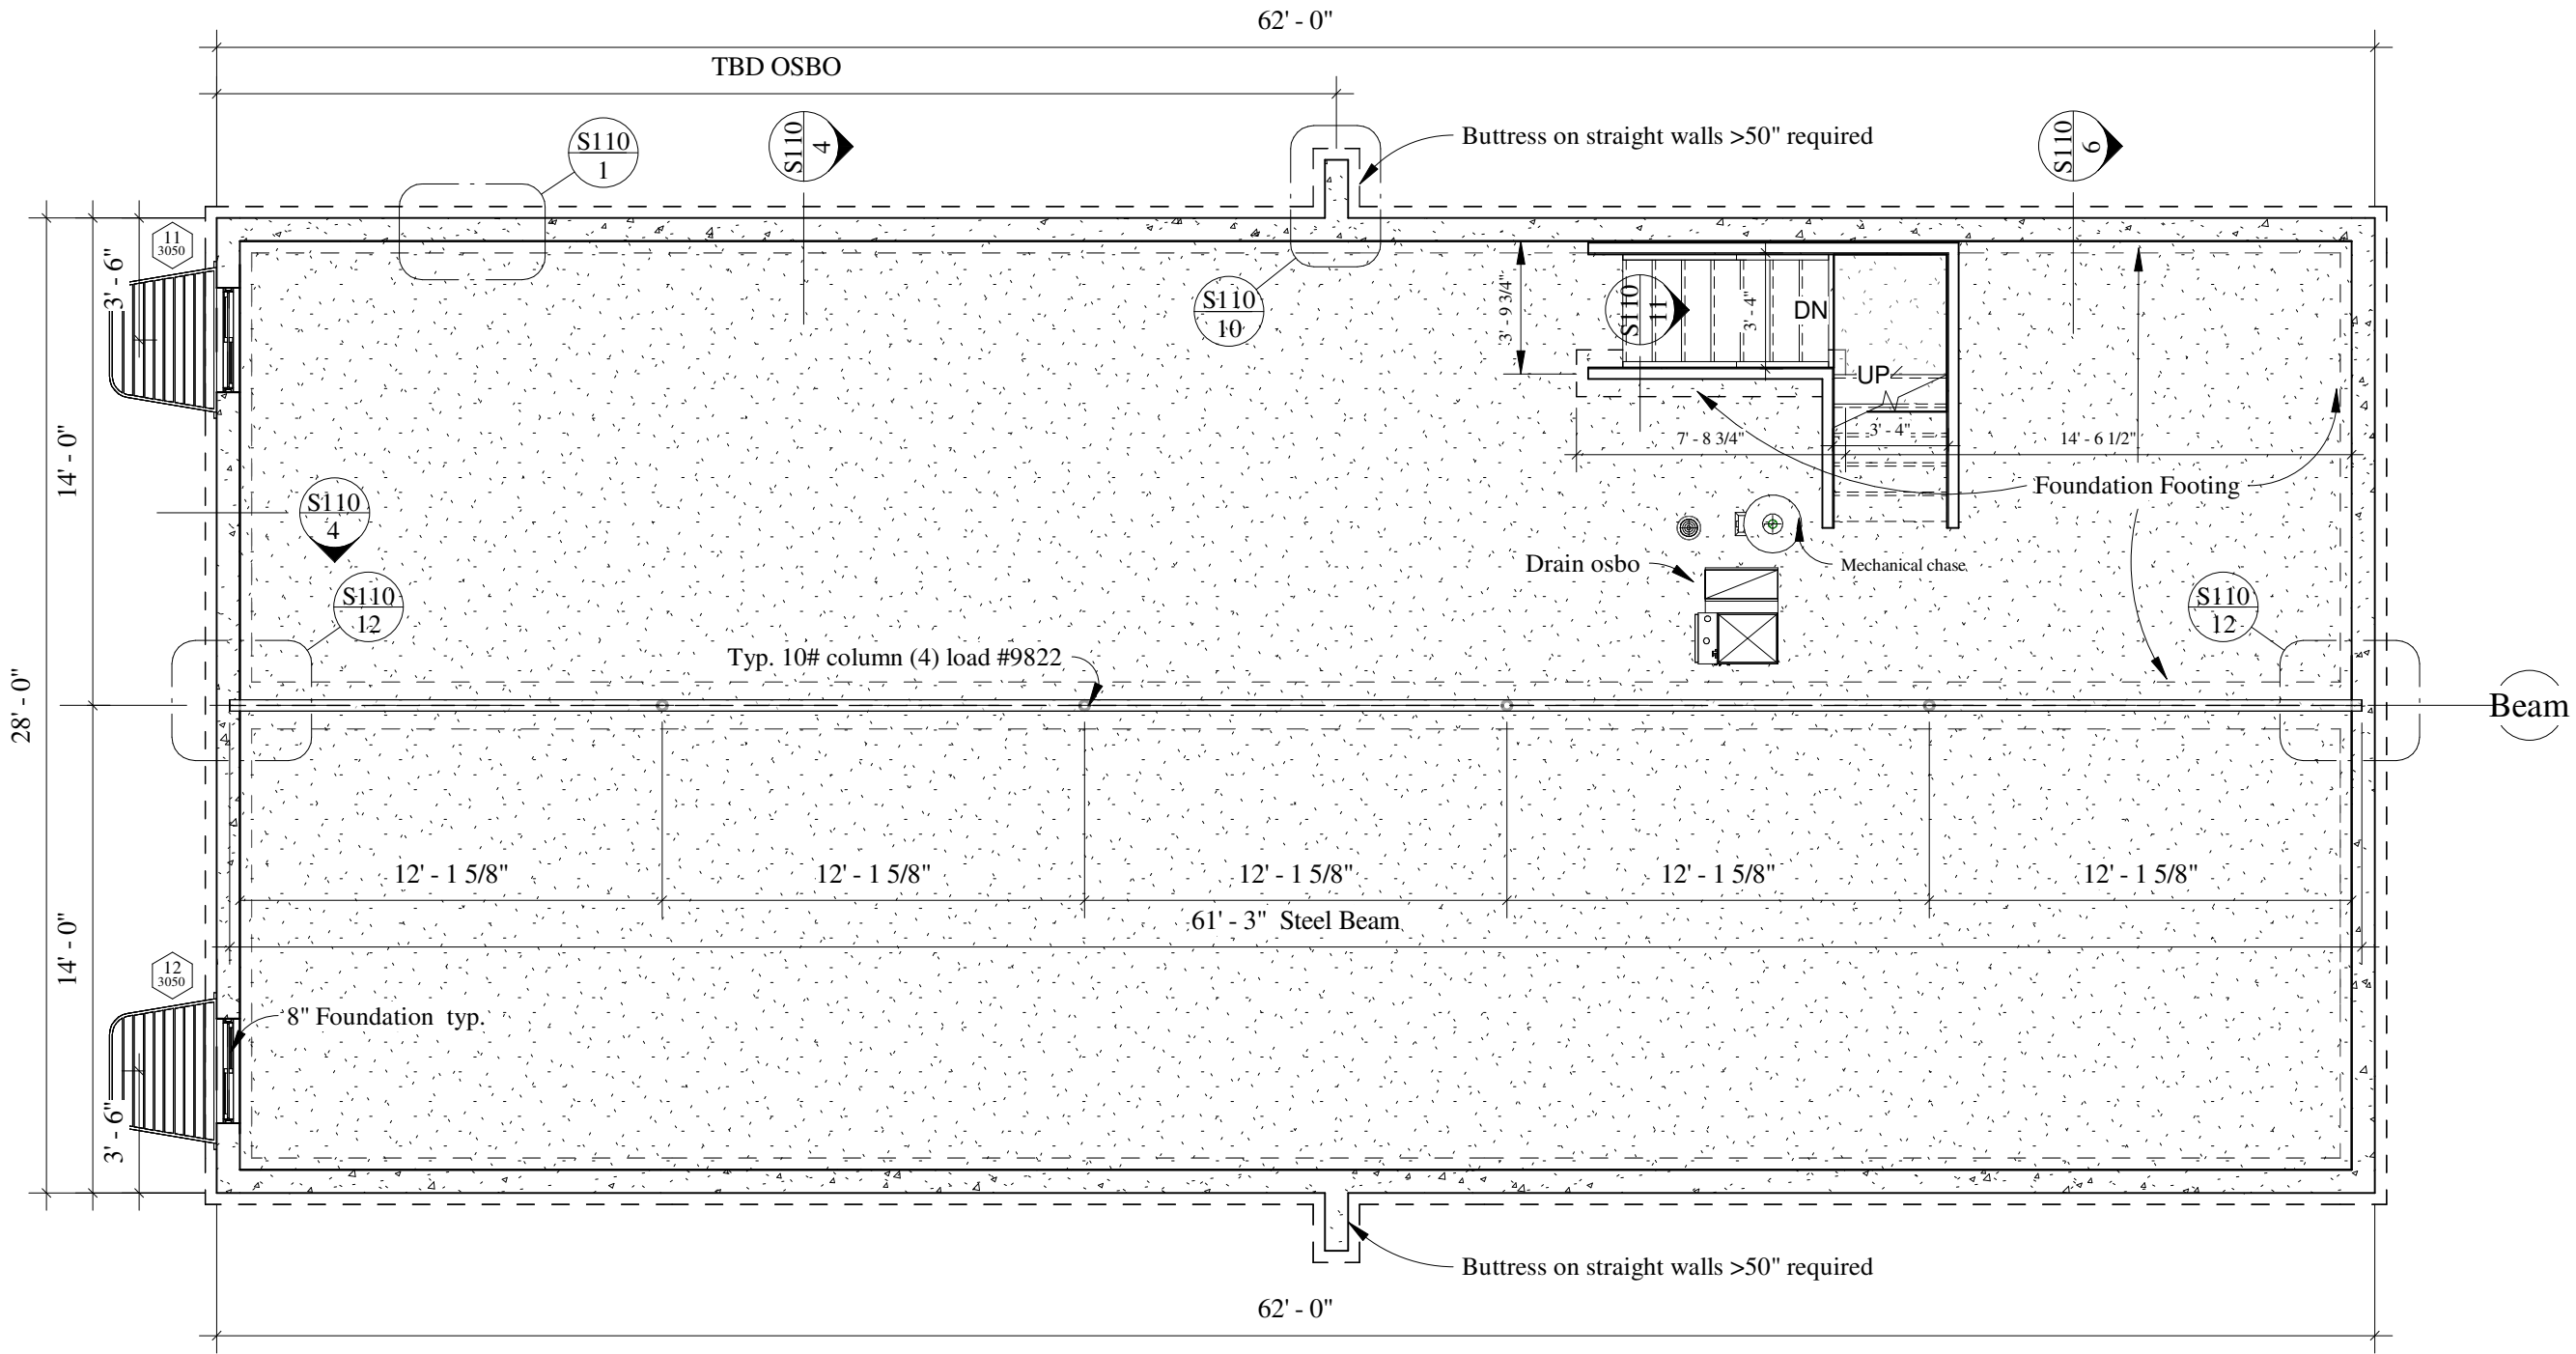 62' - 0"
TBD OSBO
S110
1
S110
4
Buttress on straight walls >50" required
S110
6
11
3050
3' - 6"
S110
10
3' - 9 3/4"
S110
11
3' - 4"
DN
UP
7' - 8 3/4"
3' - 4"
14' - 6 1/2"
14' - 0"
S110
4
Foundation Footing
Drain osbo
Mechanical chase
S110
12
S110
12
Typ. 10# column (4) load #9822
28' - 0"
Beam
12' - 1 5/8"
12' - 1 5/8"
12' - 1 5/8"
12' - 1 5/8"
12' - 1 5/8"
61' - 3" Steel Beam
14' - 0"
12
3050
8" Foundation typ.
3' - 6"
Buttress on straight walls >50" required
62' - 0"